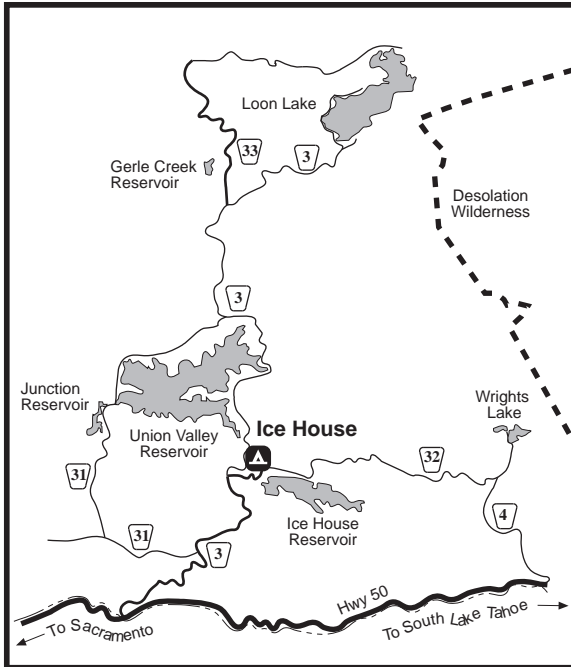 Loon Lake
33
3
Gerle Creek
Reservoir
Desolation
Wilderness
3
Junction
Reservoir
Wrights
Lake
Union Valley
Reservoir
Ice House
32
31
4
Ice House
Reservoir
31
3
Hwy 50
To Sacramento
To South Lake Tahoe